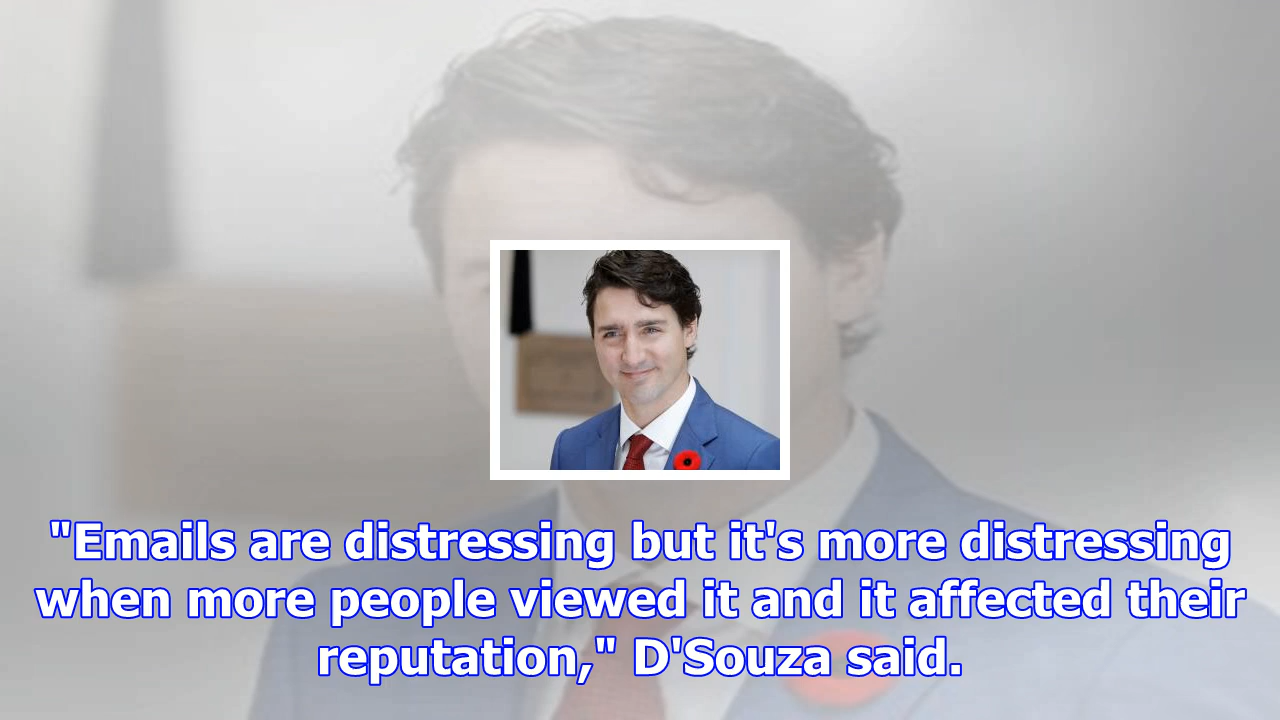 "Emails are distressing but it's more distressing
when more people viewed it and it affected their
reputation," D'Souza said.